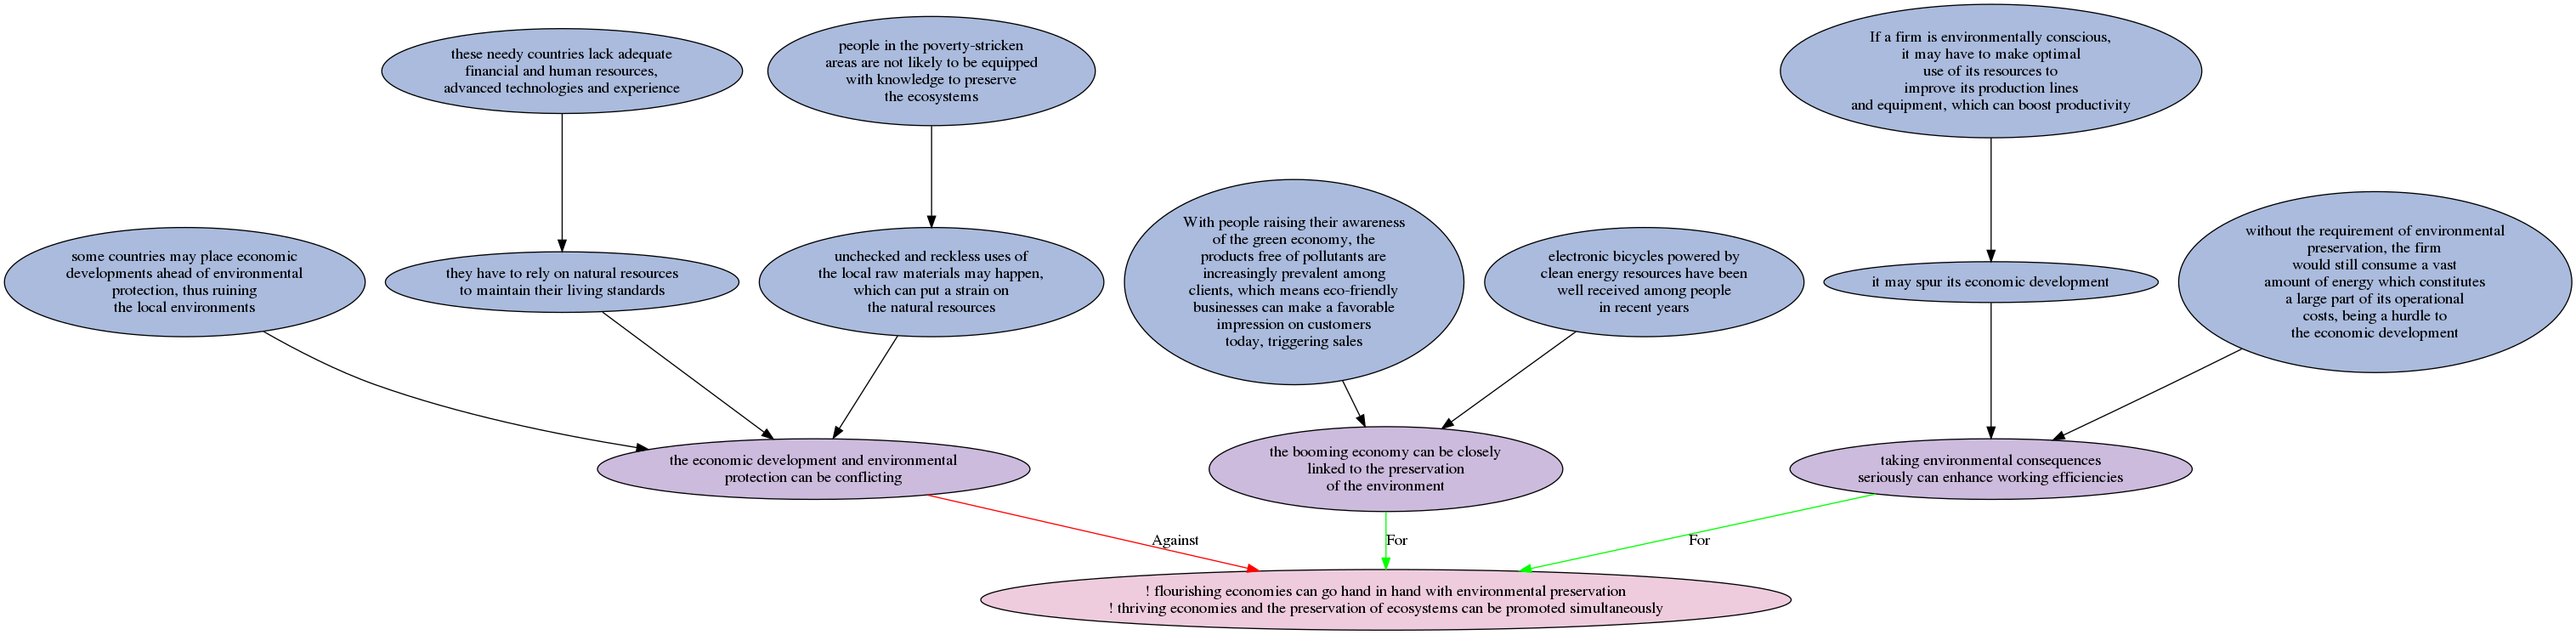 these needy countries lack adequate
financial and human resources,
advanced technologies and experience
people in the poverty-stricken
areas are not likely to be equipped
with knowledge to preserve
the ecosystems
If a firm is environmentally conscious,
it may have to make optimal
use of its resources to
improve its production lines
and equipment, which can boost productivity
some countries may place economic
developments ahead of environmental
protection, thus ruining
the local environments
they have to rely on natural resources
to maintain their living standards
unchecked and reckless uses of
the local raw materials may happen,
which can put a strain on
the natural resources
With people raising their awareness
of the green economy, the
products free of pollutants are
increasingly prevalent among
clients, which means eco-friendly
businesses can make a favorable
impression on customers
today, triggering sales
electronic bicycles powered by
clean energy resources have been
well received among people
in recent years
it may spur its economic development
without the requirement of environmental
preservation, the firm
would still consume a vast
amount of energy which constitutes
a large part of its operational
costs, being a hurdle to
the economic development
the economic development and environmental
protection can be conflicting
the booming economy can be closely
linked to the preservation
of the environment
taking environmental consequences
seriously can enhance working efficiencies
Against
For
For
! flourishing economies can go hand in hand with environmental preservation
! thriving economies and the preservation of ecosystems can be promoted simultaneously